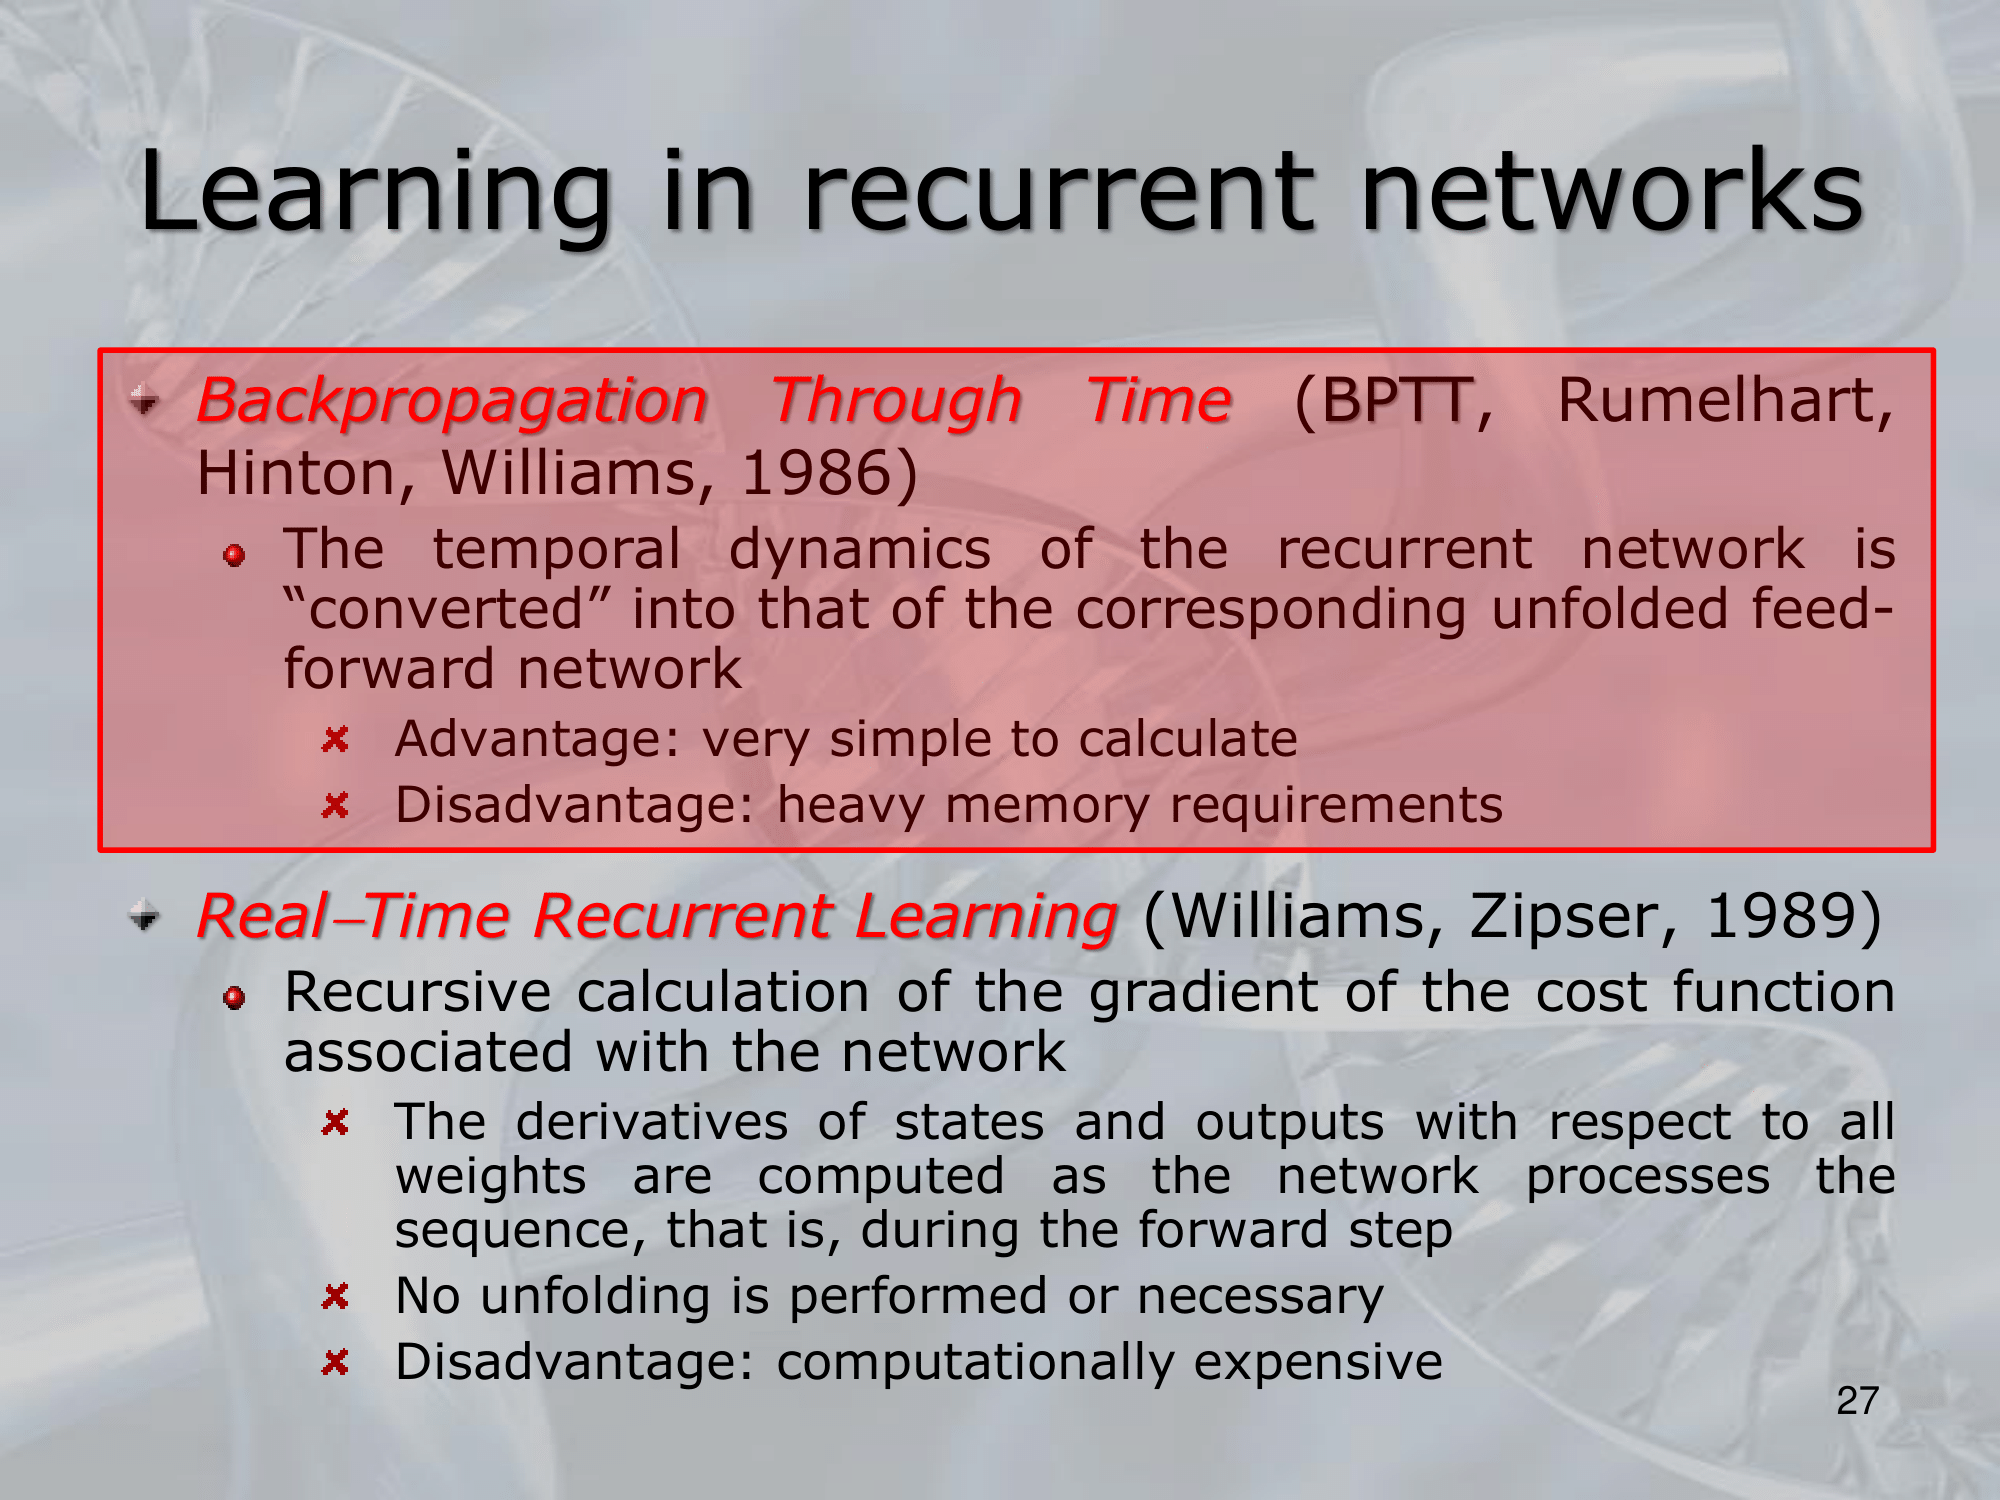 Learning in recurrent networks
Backpropagation Through Time (BPTT, Rumelhart,
Hinton, Williams, 1986)
The temporal dynamics of the recurrent network is
“converted” into that of the corresponding unfolded feed-
forward network
Advantage: very simple to calculate
Disadvantage: heavy memory requirements
Real–Time Recurrent Learning (Williams, Zipser, 1989)
Recursive calculation of the gradient of the cost function
associated with the network
The derivatives of states and outputs with respect to all
weights are computed as the network processes the
sequence, that is, during the forward step
No unfolding is performed or necessary
Disadvantage: computationally expensive
27